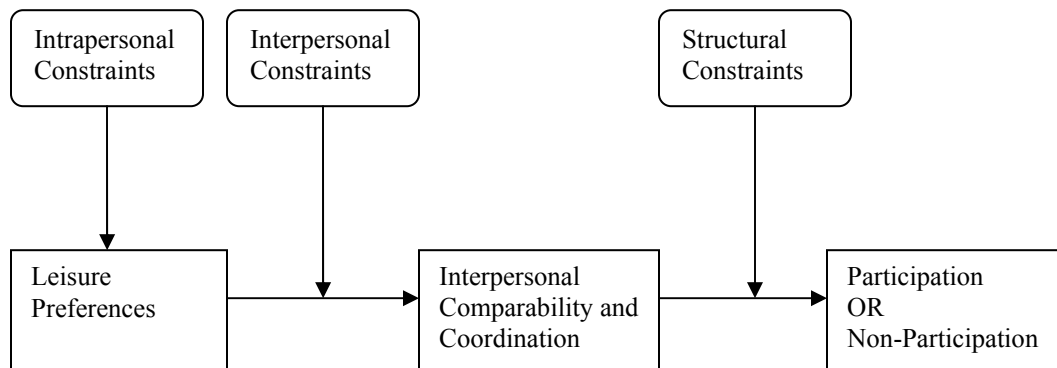 Intrapersonal
Constraints
Interpersonal
Constraints
Structural
Constraints
Leisure
Preferences
Interpersonal
Comparability and
Coordination
Participation
OR
Non-Participation